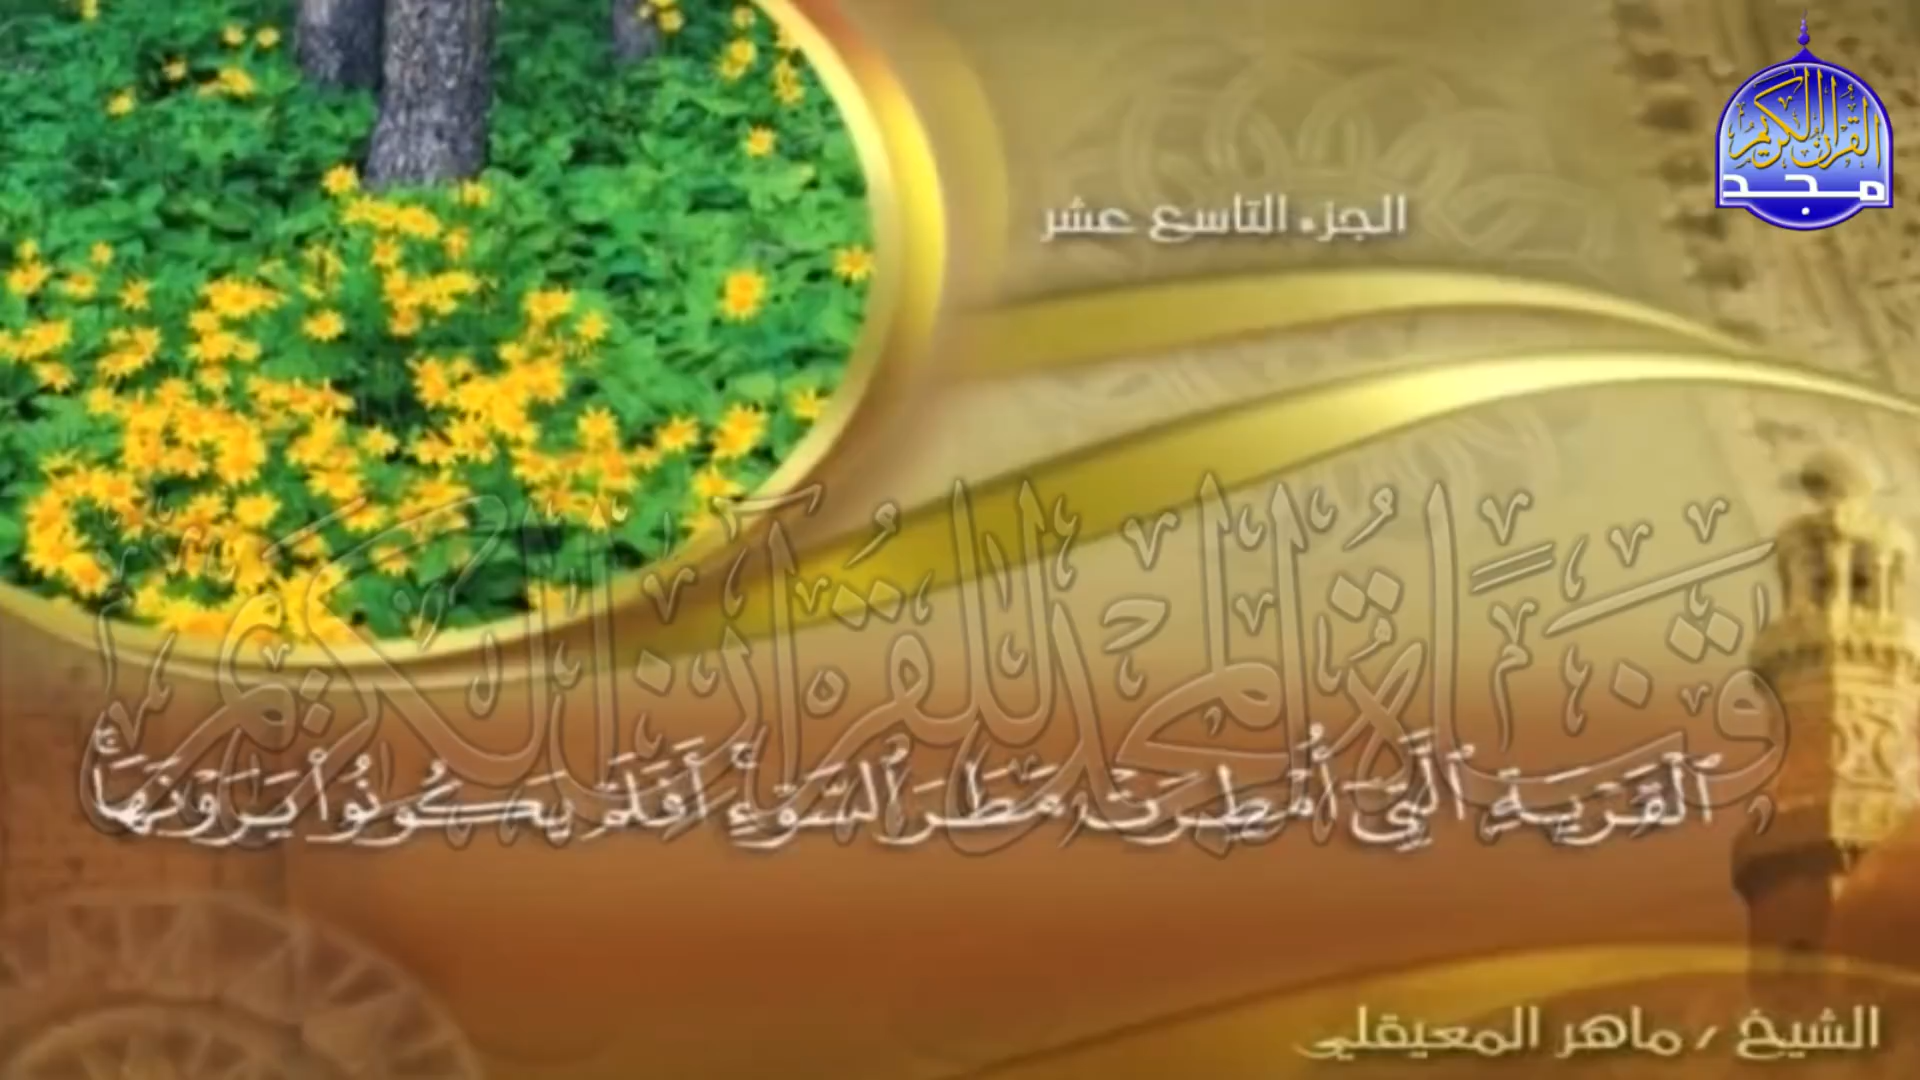 القرآن الكريم
مجد
الجزء التاسع عشر
قناة المجد للقرآن الكريم
ٱلْقَرْيَةِ ٱلَّتِىٓ أُمْطِرَتْ مَطَرَ ٱلسَّوْءِ ۚ أَفَلَمْ يَكُونُوا۟ يَرَوْنَهَا ۚ
الشيخ / ماهر المعيقلي